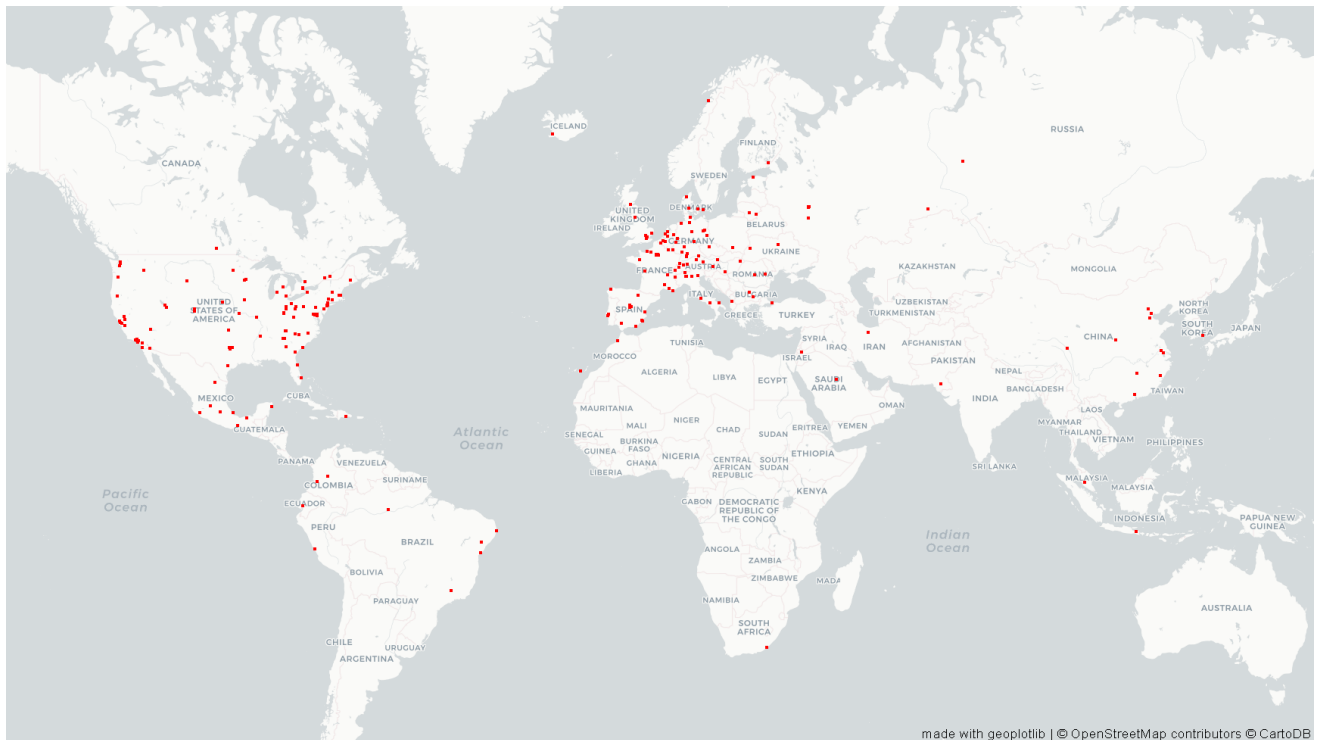 ICELAND
RUSSIA
FINLAND
CANADA
SWEDEN
UNITED
KINGDOM
DENMARK
IRELAND
BELARUS
GERMANY
UKRAINE
FRANCE
AUSTRIA
ROMANIA
KAZAKHSTAN
MONGOLIA
UNITED
STATES OF
AMERICA
ITALY
BULGARIA
SPAIN
GREECE
TURKEY
UZBEKISTAN
TURKMENISTAN
NORTH
KOREA
SOUTH
KOREA
JAPAN
CHINA
TUNISIA
SYRIA
IRAQ
IRAN
AFGHANISTAN
MOROCCO
ISRAEL
PAKISTAN
ALGERIA
LIBYA
EGYPT
SAUDI
ARABIA
NEPAL
BANGLADESH
TAIWAN
MEXICO
CUBA
MAURITANIA
OMAN
INDIA
LAOS
GUATEMALA
Atlantic
Ocean
SENEGAL
MALI
NIGER
CHAD
SUDAN
ERITREA
YEMEN
MYANMAR
THAILAND
VIETNAM
PHILIPPINES
GUINEA
BURKINA
FASO
GHANA
NIGERIA
CENTRAL
AFRICAN
REPUBLIC
SOUTH
SUDAN
ETHIOPIA
PANAMA
VENEZUELA
LIBERIA
SRI LANKA
COLOMBIA
SURINAME
MALAYSIA
MALAYSIA
Pacific
Ocean
ECUADOR
GABON
DEMOCRATIC
REPUBLIC OF
THE CONGO
KENYA
INDONESIA
PAPUA NEW
GUINEA
PERU
BRAZIL
Indian
Ocean
ANGOLA
ZAMBIA
BOLIVIA
ZIMBABWE
MADA
PARAGUAY
NAMIBIA
AUSTRALIA
SOUTH
AFRICA
CHILE
URUGUAY
ARGENTINA
made with geoplotlib | © OpenStreetMap contributors © CartoDB